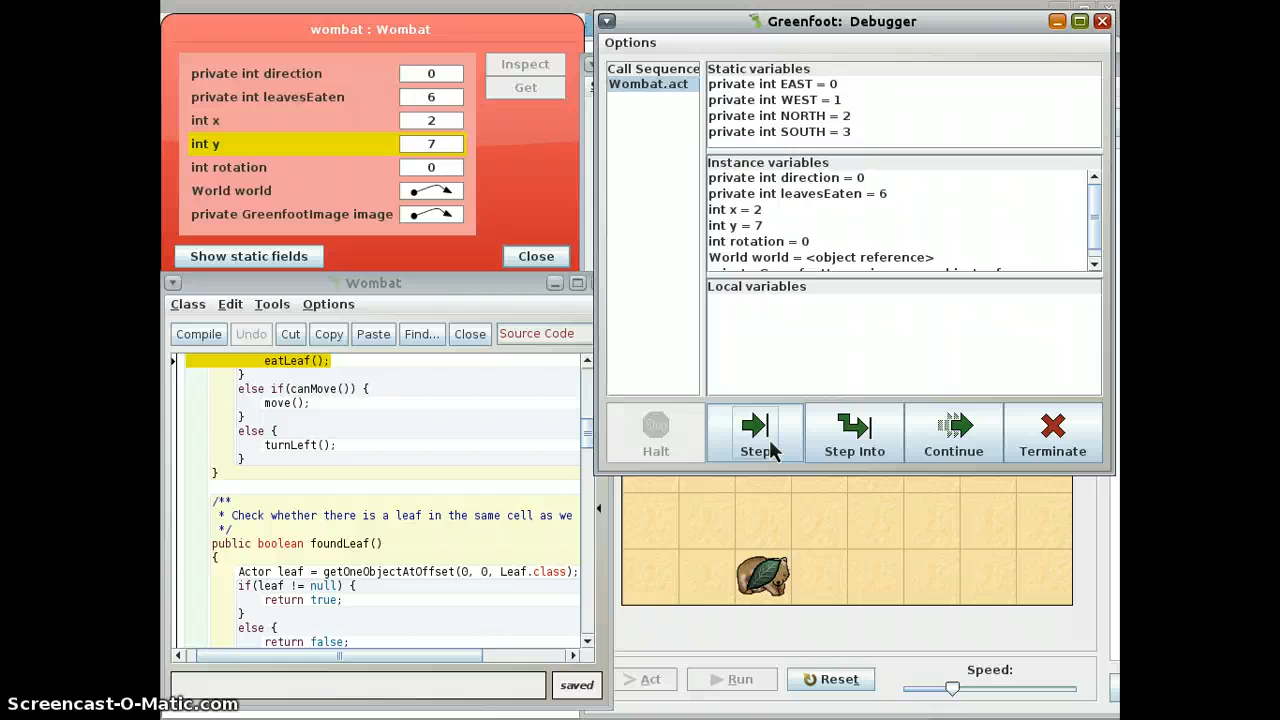 wombat : Wombat
private int direction 0
private int leavesEaten 6
int x 2
int y 7
int rotation 0
World world
private GreenfootImage image
Inspect
Get
Show static fields
Close
Wombat
Class Edit Tools Options
Compile Undo Cut Copy Paste Find... Close Source Code
eatLeaf();
}
else if(canMove()) {
move();
}
else {
turnLeft();
}
}
/**
* Check whether there is a leaf in the same cell as we
*/
public boolean foundLeaf()
{
Actor leaf = getOneObjectAtOffset(0, 0, Leaf.class);
if(leaf != null) {
return true;
}
else {
return false;
saved
Greenfoot: Debugger
Options
Call Sequence
Wombat.act
Static variables
private int EAST = 0
private int WEST = 1
private int NORTH = 2
private int SOUTH = 3
Instance variables
private int direction = 0
private int leavesEaten = 6
int x = 2
int y = 7
int rotation = 0
World world = <object reference>
Local variables
Stop
Halt
Step
Step Into
Continue
Terminate
Act
Run
Reset
Speed:
Screencast-O-Matic.com